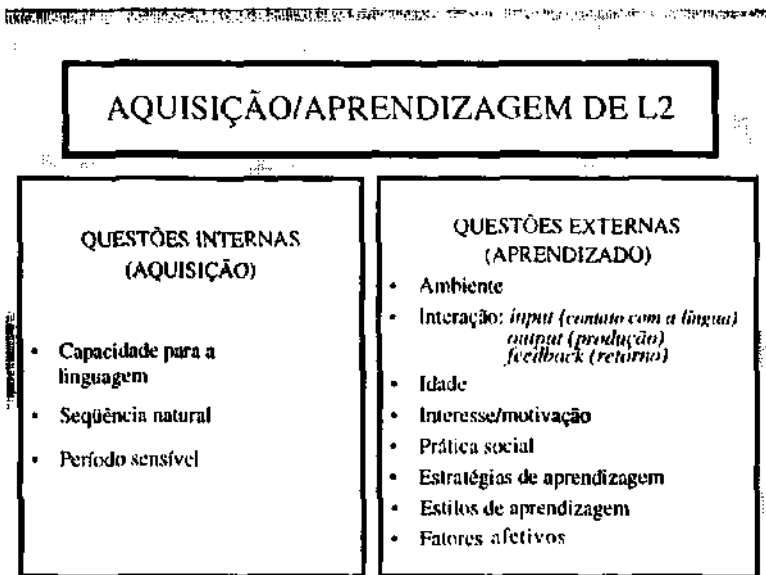 AQUISIÇÃO/APRENDIZAGEM DE L2
QUESTÕES INTERNAS
(AQUISIÇÃO)
• Capacidade para a
linguagem
• Seqüência natural
• Período sensível
QUESTÕES EXTERNAS
(APRENDIZADO)
• Ambiente
• Interação: input (contato com a língua)
output (produção)
feedback (retorno)
• Idade
• Interesse/motivação
• Prática social
• Estratégias de aprendizagem
• Estilos de aprendizagem
• Fatores afetivos